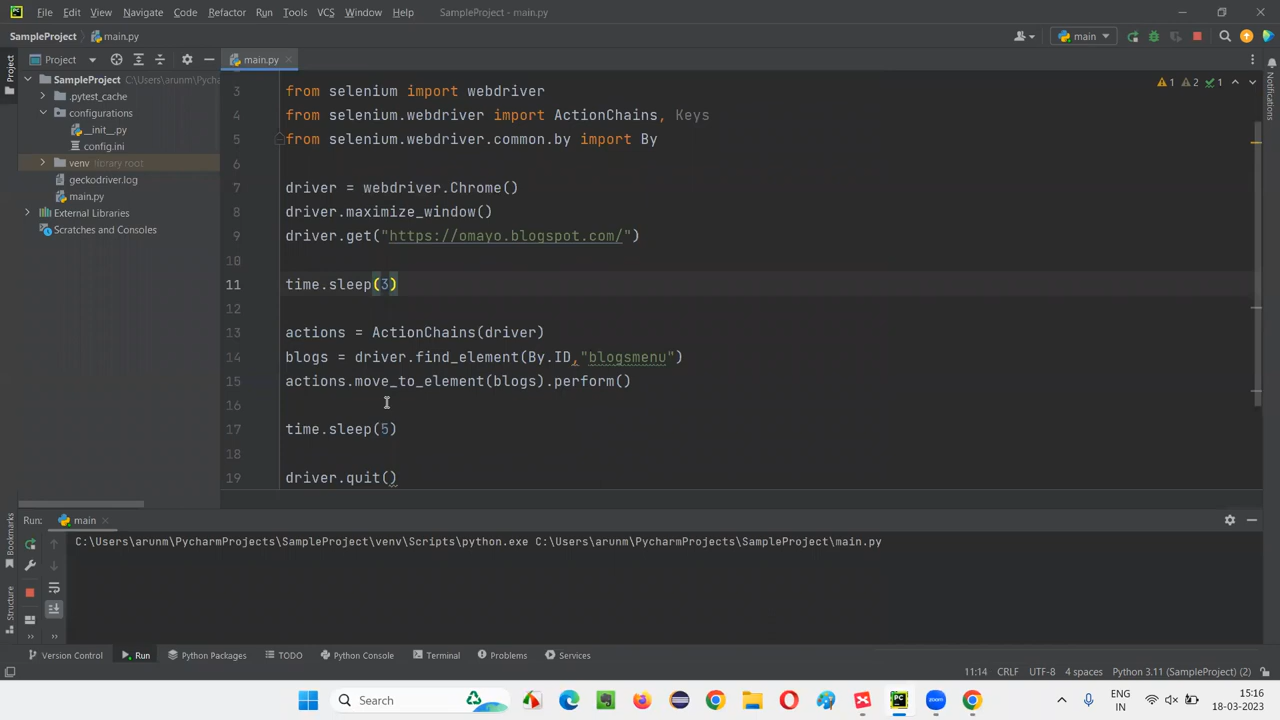 File Edit View Navigate Code Refactor Run Tools VCS Window Help SampleProject - main.py
SampleProject main.py main
Project main.py
Project
SampleProject C:\Users\arunm\Pycha
.pytest_cache
configurations
__init__.py
config.ini
venv library root
geckodriver.log
main.py
External Libraries
Scratches and Consoles
1 2 1
Notifications
3 from selenium import webdriver
4 from selenium.webdriver import ActionChains, Keys
5 from selenium.webdriver.common.by import By
6
7 driver = webdriver.Chrome()
8 driver.maximize_window()
9 driver.get("https://omayo.blogspot.com/")
10
11 time.sleep(3)
12
13 actions = ActionChains(driver)
14 blogs = driver.find_element(By.ID,"blogsmenu")
15 actions.move_to_element(blogs).perform()
16
17 time.sleep(5)
18
19 driver.quit()
Bookmarks
Structure
Run: main
C:\Users\arunm\PycharmProjects\SampleProject\venv\Scripts\python.exe C:\Users\arunm\PycharmProjects\SampleProject\main.py
Version Control Run Python Packages TODO Python Console Terminal Problems Services
11:14 CRLF UTF-8 4 spaces Python 3.11 (SampleProject) (2)
Search
ENG
IN
15:16
18-03-2023